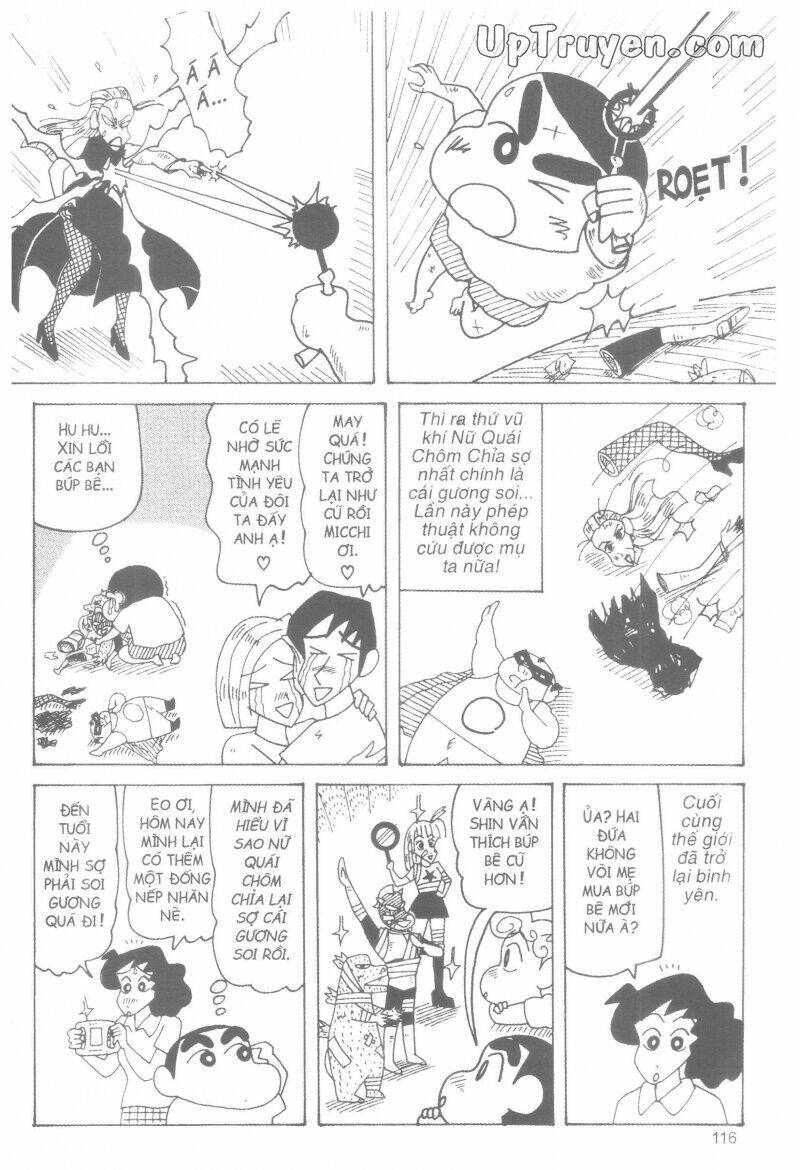 UpTruyen.com
ROẸT!
Á Á
Á...
Thì ra thứ vũ
khí Nữ Quái
Chôm Chỉa sợ
nhất chính là
cái gương soi...
Lần này phép
thuật không
cứu được mụ
ta nữa!
MAY
QUÁ!
CHÚNG
TA TRỞ
LẠI NHƯ
CŨ RỒI
MICCHI
ƠI.
CÓ LẼ
NHỜ SỨC
MẠNH
TÌNH YÊU
CỦA ĐÔI
TA ĐẤY
ANH Ạ!
HU HU...
XIN LỖI
CÁC BẠN
BÚP BÊ...
Cuối
cùng
thế giới
đã trở
lại bình
yên.
ỦA? HAI
ĐỨA
KHÔNG
VÒI MẸ
MUA BÚP
BÊ MỚI
NỮA À?
VÂNG Ạ!
SHIN VẪN
THÍCH BÚP
BÊ CŨ
HƠN!
MÌNH ĐÃ
HIỂU VÌ
SAO NỮ
QUÁI
CHÔM
CHỈA LẠI
SỢ CÁI
GƯƠNG
SOI RỒI.
EO ƠI,
HÔM NAY
MÌNH LẠI
CÓ THÊM
MỘT ĐỐNG
NẾP NHĂN
NÈ.
ĐẾN
TUỔI
NÀY
MÌNH SỢ
PHẢI SOI
GƯƠNG
QUÁ ĐI!
116